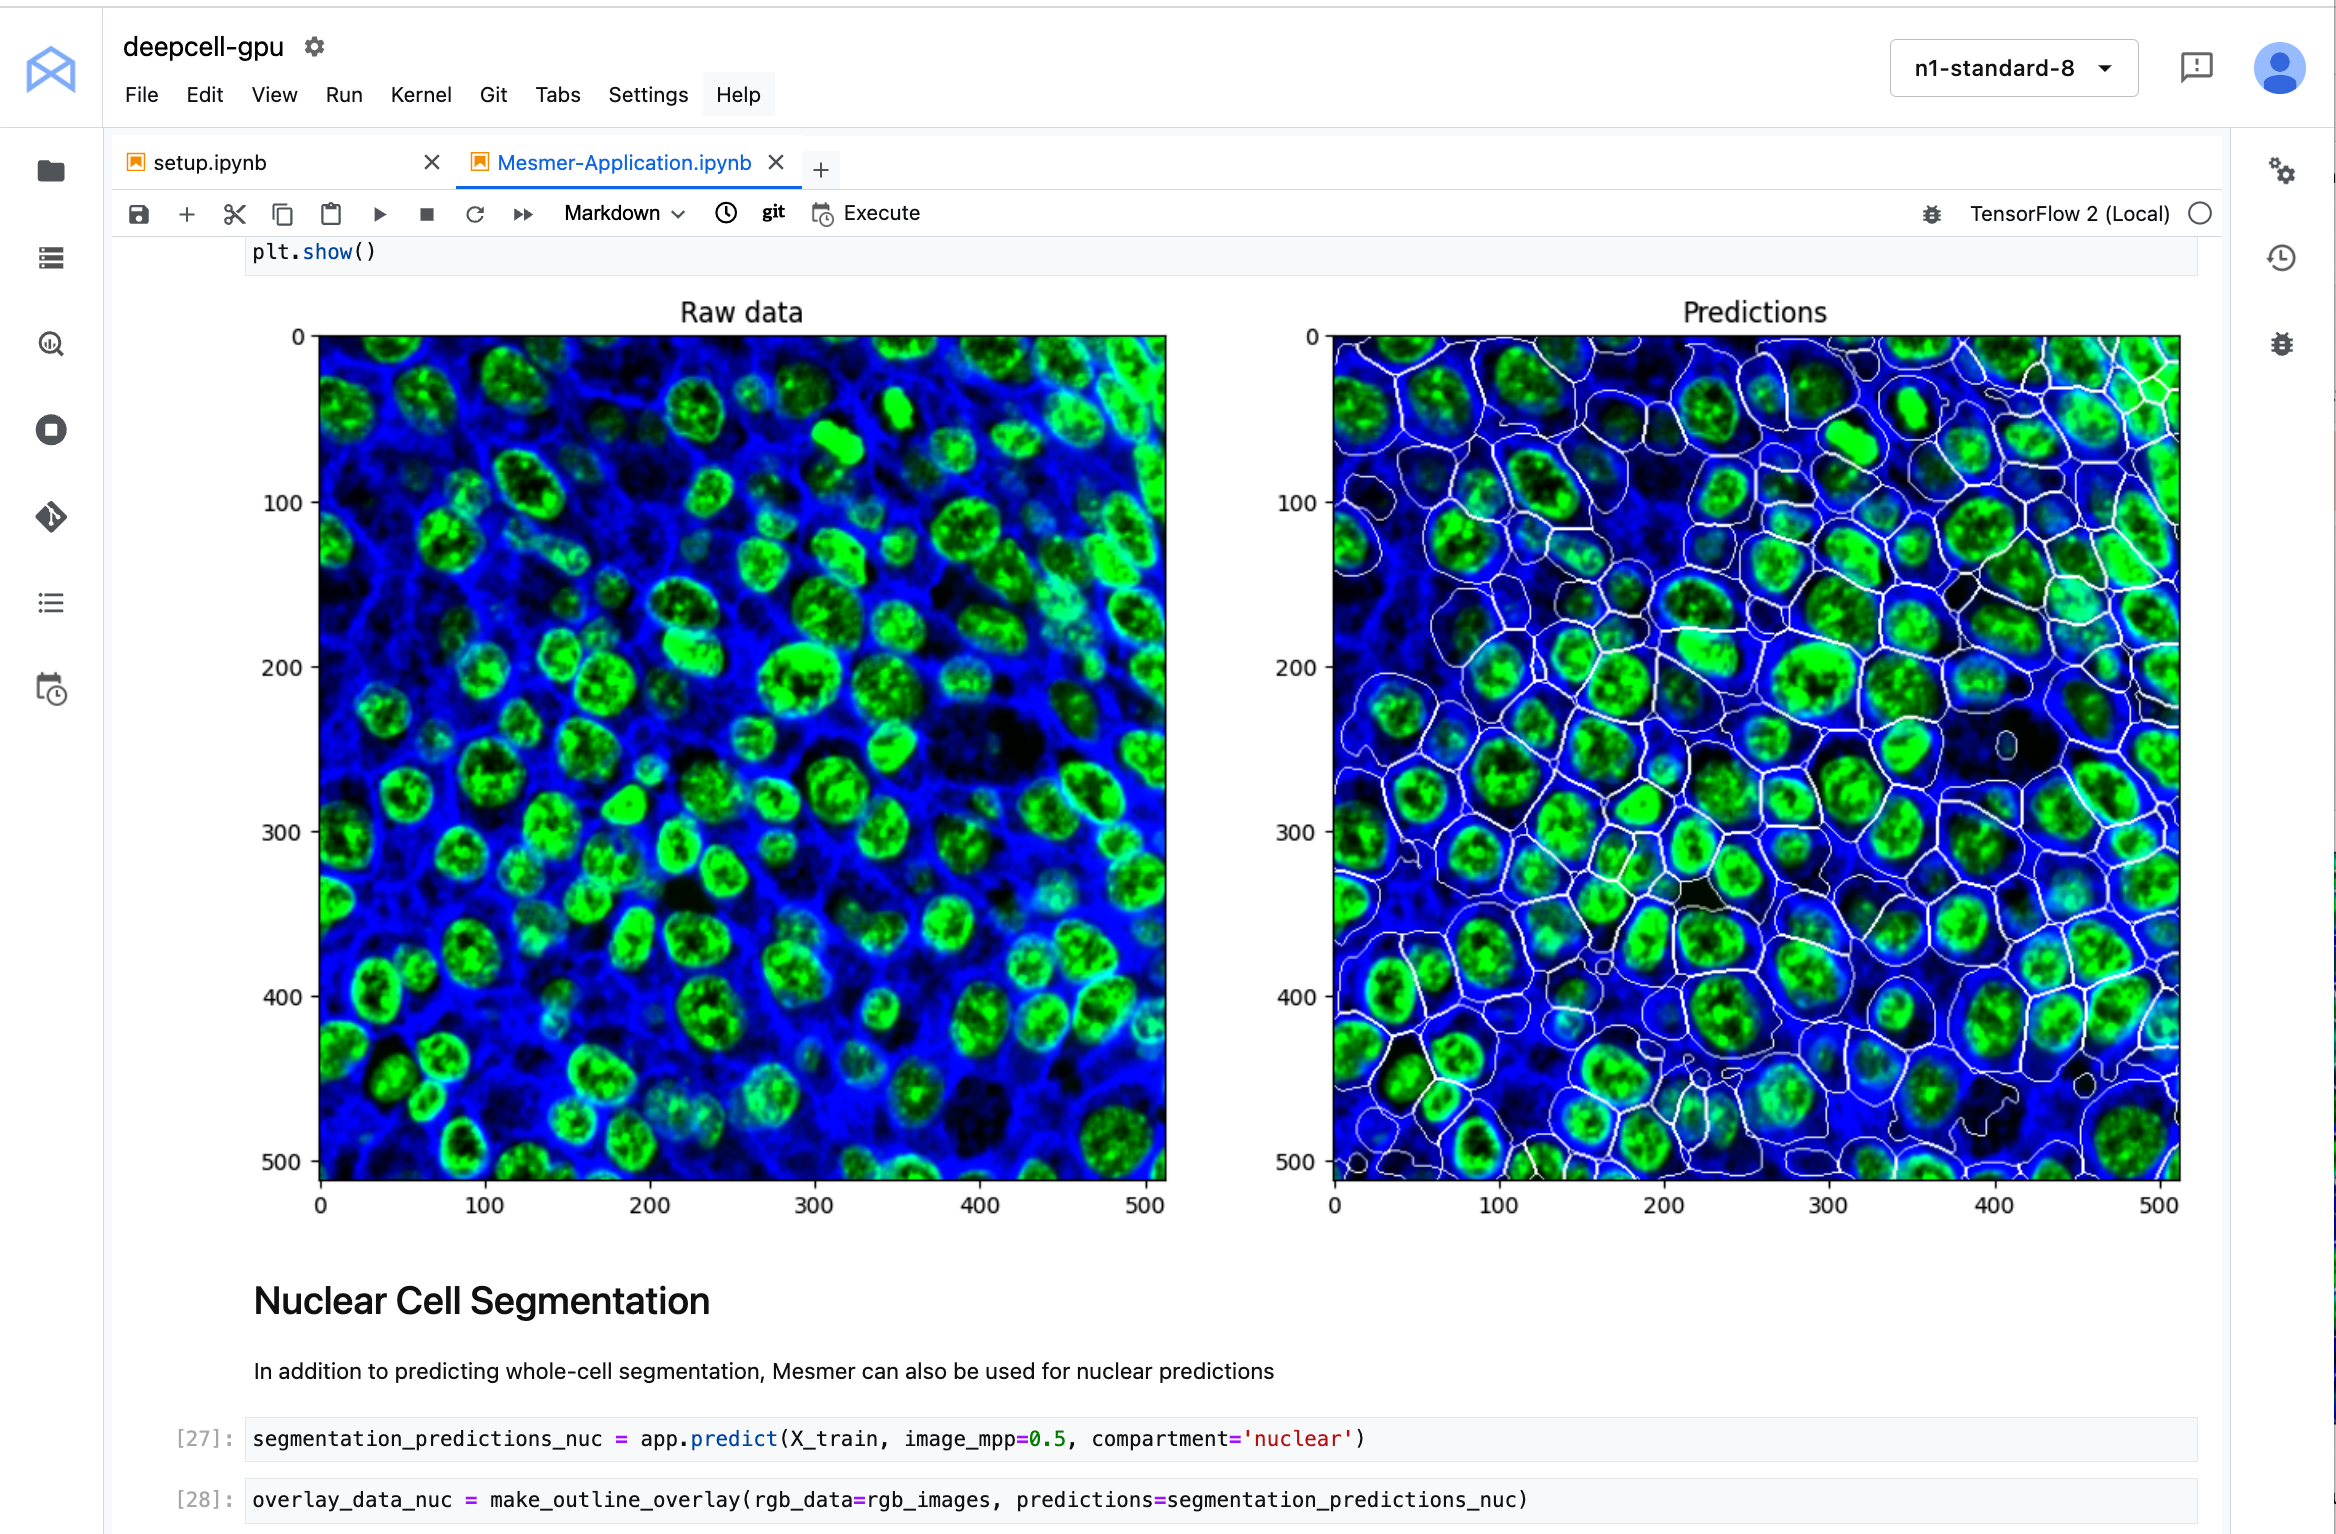 deepcell-gpu
n1-standard-8
File Edit View Run Kernel Git Tabs Settings Help
setup.ipynb
Mesmer-Application.ipynb
Markdown
git
Execute
TensorFlow 2 (Local)
plt.show()
Raw data
0
100
200
300
400
500
0 100 200 300 400 500
Predictions
0
100
200
300
400
500
0 100 200 300 400 500
Nuclear Cell Segmentation
In addition to predicting whole-cell segmentation, Mesmer can also be used for nuclear predictions
[27]: segmentation_predictions_nuc = app.predict(X_train, image_mpp=0.5, compartment='nuclear')
[28]: overlay_data_nuc = make_outline_overlay(rgb_data=rgb_images, predictions=segmentation_predictions_nuc)